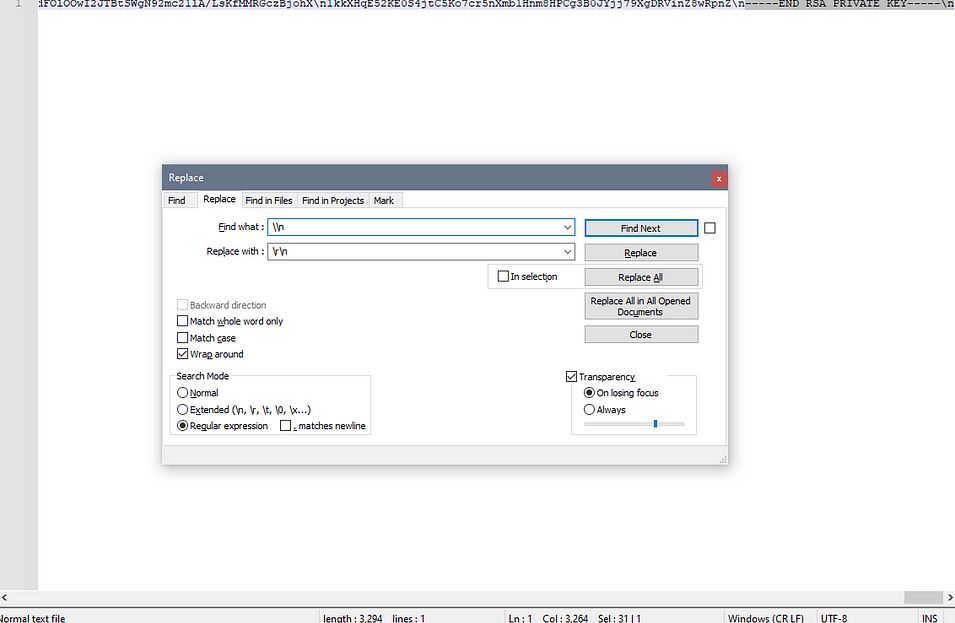 1
-----END RSA PRIVATE KEY-----\n
Replace
x
Find Replace Find in Files Find in Projects Mark
Find what : \\n Find Next
Replace with : \r\n Replace
In selection Replace All
Replace All in All Opened
Documents
Close
Backward direction
Match whole word only
Match case
Wrap around
Search Mode
Normal
Extended (\n, \r, \t, \0, \x...)
Regular expression . matches newline
Transparency
On losing focus
Always
Normal text file length : 3,294 lines : 1 Ln : 1 Col : 3,264 Sel : 31 | 1 Windows (CR LF) UTF-8 INS